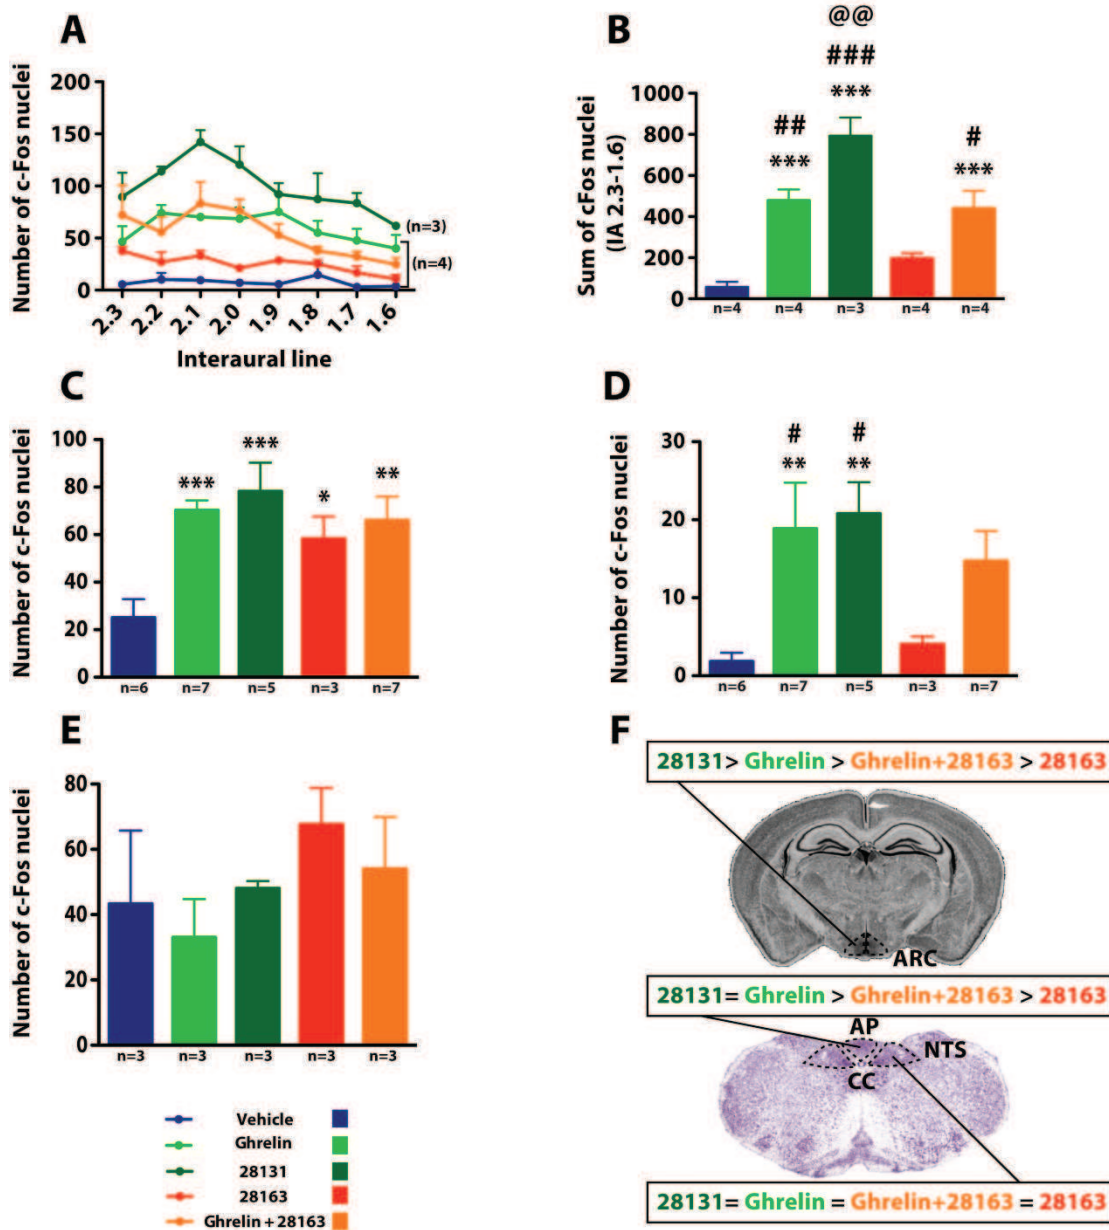 A
Number of c-Fos nuclei
200
150
100
50
0
(n=3)
(n=4)
2.3 2.2 2.1 2.0 1.9 1.8 1.7 1.6
Interaural line
B
Sum of cFos nuclei
(IA 2.3-1.6)
1000
800
600
400
200
0
@@
## ### #
*** *** ***
n=4 n=4 n=3 n=4 n=4
C
Number of c-Fos nuclei
100
80
60
40
20
0
*** *** * **
n=6 n=7 n=5 n=3 n=7
D
Number of c-Fos nuclei
30
20
10
0
# #
** **
n=6 n=7 n=5 n=3 n=7
E
Number of c-Fos nuclei
80
60
40
20
0
n=3 n=3 n=3 n=3 n=3
Vehicle
Ghrelin
28131
28163
Ghrelin + 28163
F
28131> Ghrelin > Ghrelin+28163 > 28163
ARC
28131= Ghrelin > Ghrelin+28163 > 28163
AP
NTS
CC
28131= Ghrelin = Ghrelin+28163 = 28163